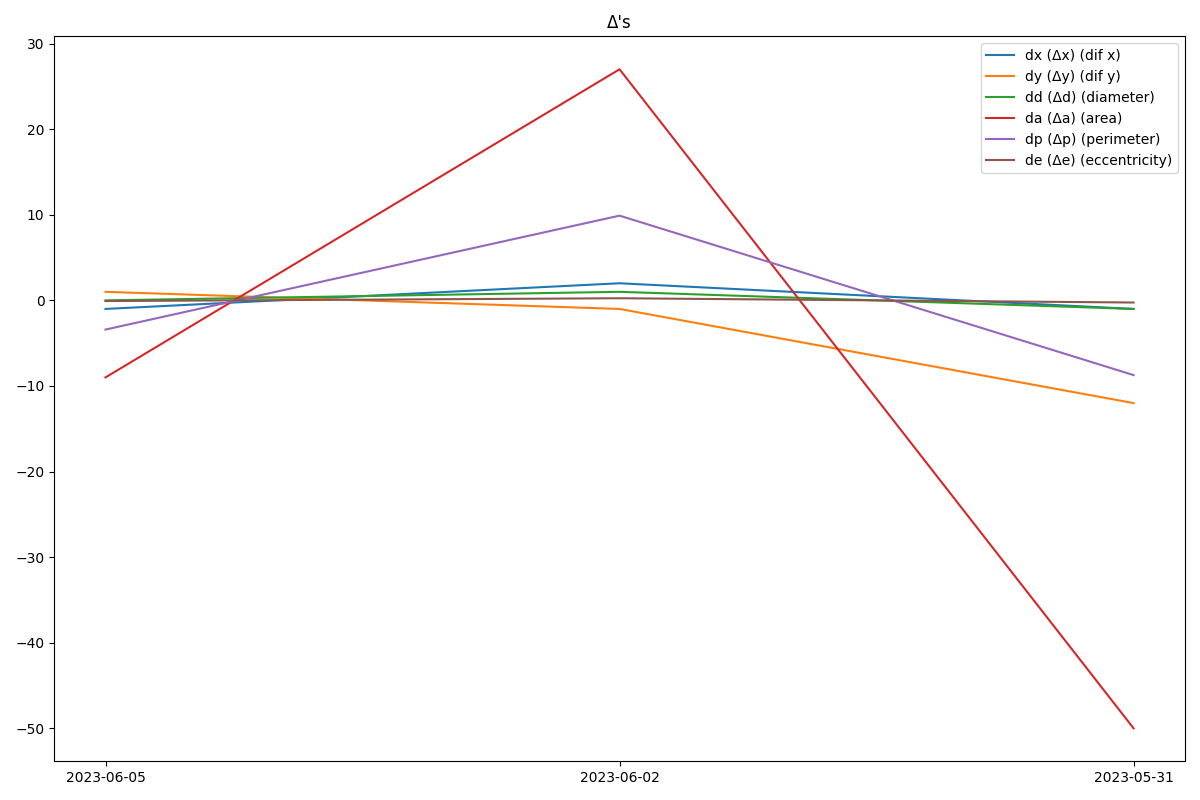 Δ's
30
20
10
0
−10
−20
−30
−40
−50
2023-06-05
2023-06-02
2023-05-31
dx (Δx) (dif x)
dy (Δy) (dif y)
dd (Δd) (diameter)
da (Δa) (area)
dp (Δp) (perimeter)
de (Δe) (eccentricity)